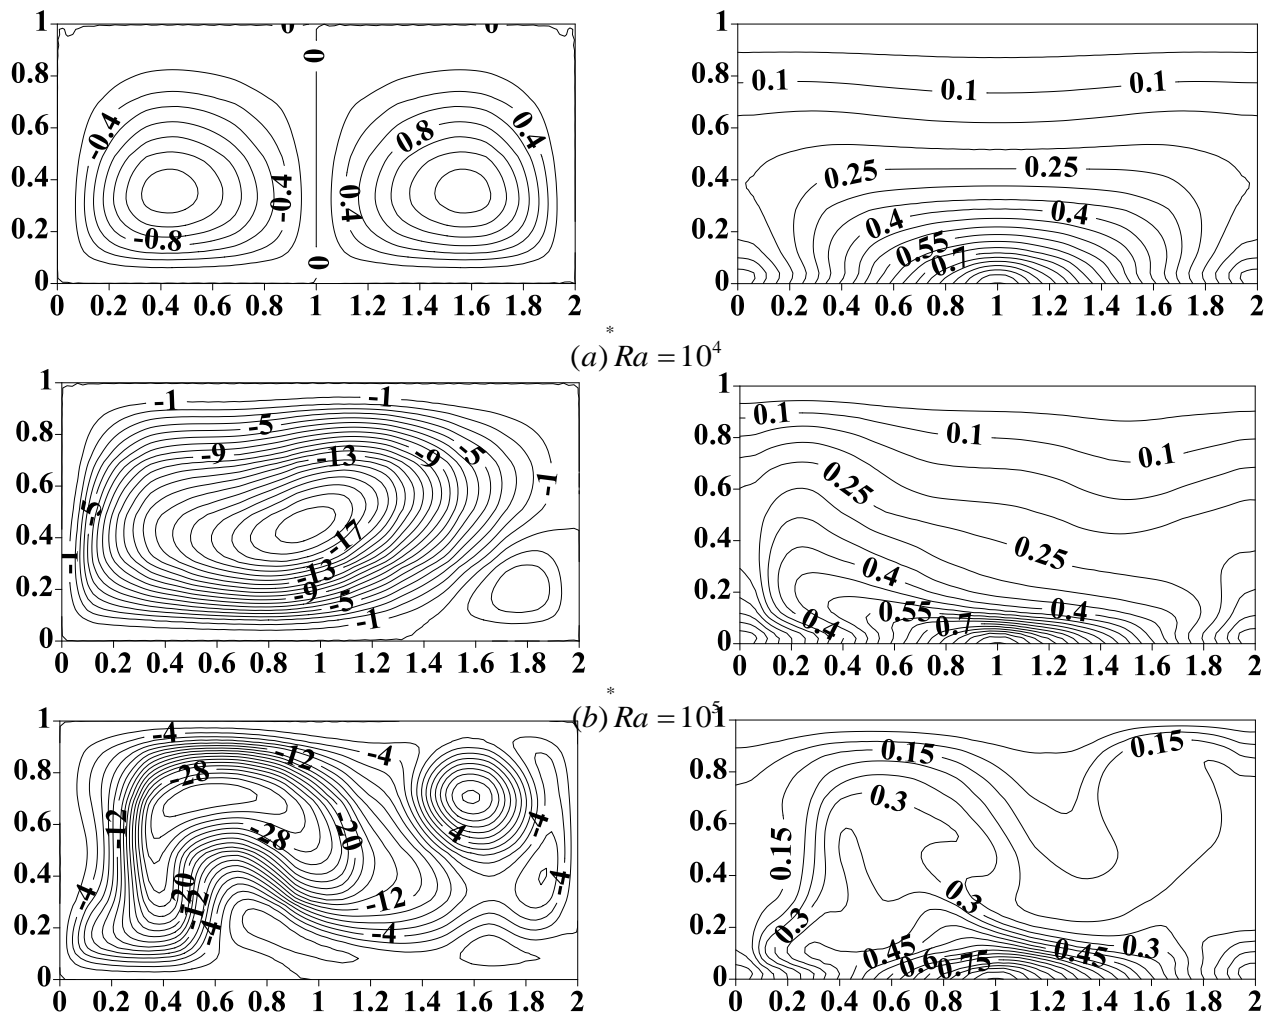 1 0 0 1
0.8 0 0.8 0.1 0.1 0.1
0.6 -0.4 0.8 0.4 0.6
0.4 -0.4 0.4 0.4 0.25 0.25
0.2 -0.8 0.2 0.4 0.4
0.55
0 0 0 0.7
0 0.2 0.4 0.6 0.8 1 1.2 1.4 1.6 1.8 2 0 0.2 0.4 0.6 0.8 1 1.2 1.4 1.6 1.8 2
*
(a) Ra = 10⁴
1 -1 -1 1
0.8 -5 0.8 0.1 0.1 0.1
-9 -13 -9 -5
0.6 -5 -1 0.6 0.25
0.4 -17 0.4 0.25
-1 -13 0.4
0.2 -9 -5 0.2 0.55 0.4
-1 0.4 0.7
0 0
0 0.2 0.4 0.6 0.8 1 1.2 1.4 1.6 1.8 2 0 0.2 0.4 0.6 0.8 1 1.2 1.4 1.6 1.8 2
*
(b) Ra = 10⁵
1 -4 -12 -4 1 0.15 0.15
0.8 -28 0.8 0.3
0.6 -12 -28 -20 4 -4 0.6
0.4 -4 -20 -12 -12 -4 0.4 0.15 0.3
0.2 -4 -4 0.2 0.3 0.45 0.45 0.3
0.6 0.75
0 0
0 0.2 0.4 0.6 0.8 1 1.2 1.4 1.6 1.8 2 0 0.2 0.4 0.6 0.8 1 1.2 1.4 1.6 1.8 2